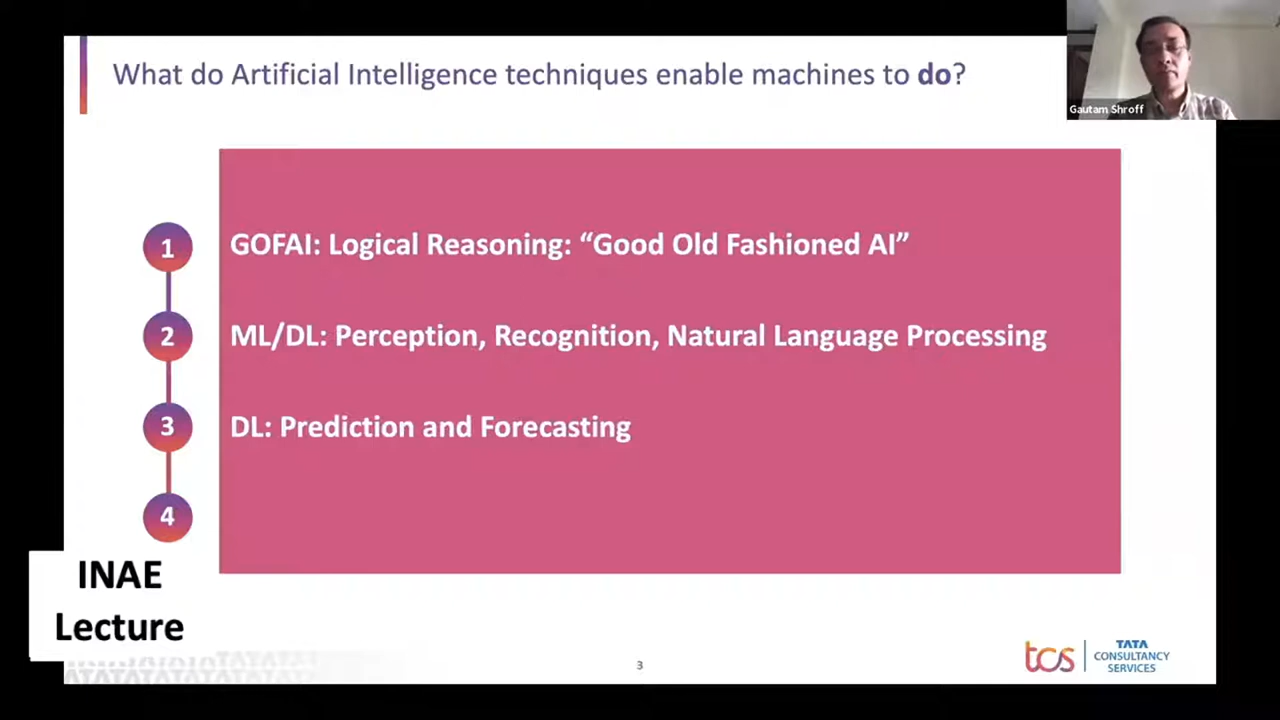 What do Artificial Intelligence techniques enable machines to do?
Gautam Shroff
1
GOFAI: Logical Reasoning: “Good Old Fashioned AI”
2
ML/DL: Perception, Recognition, Natural Language Processing
3
DL: Prediction and Forecasting
4
INAE
Lecture
3
tcs
TATA
CONSULTANCY
SERVICES